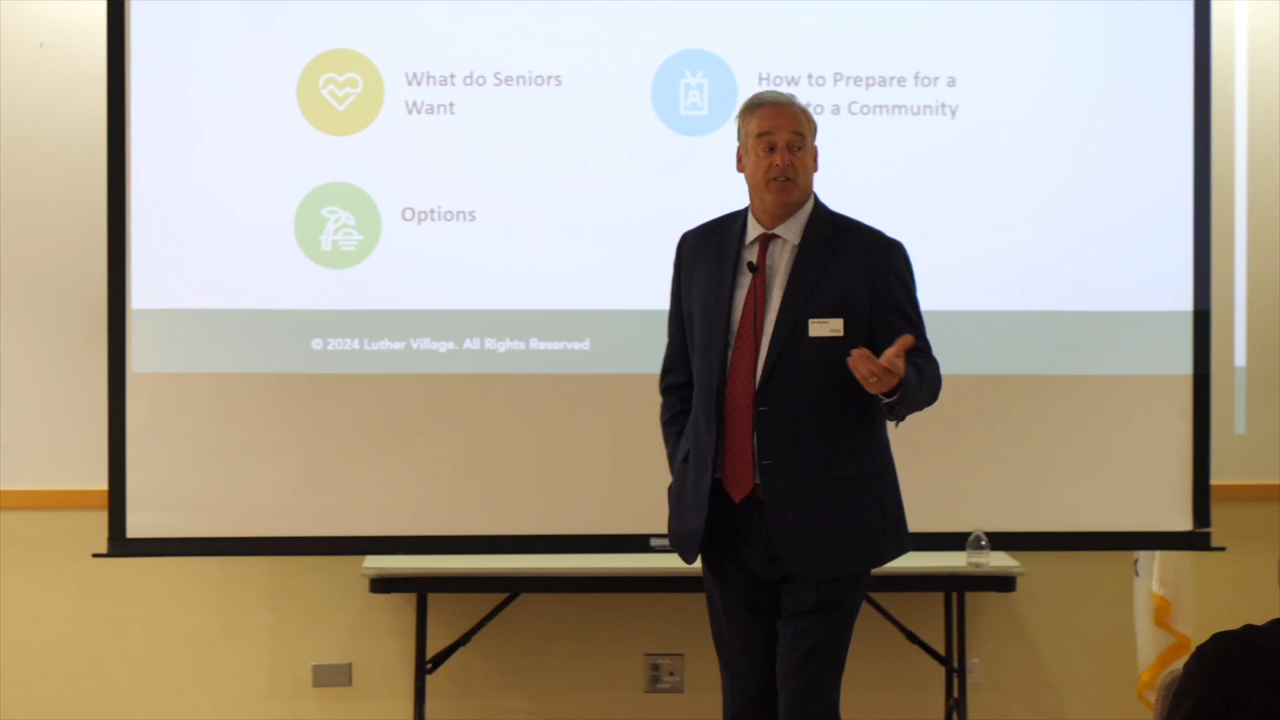 What do Seniors
Want
How to Prepare for a
to a Community
Options
© 2024 Luther Village. All Rights Reserved